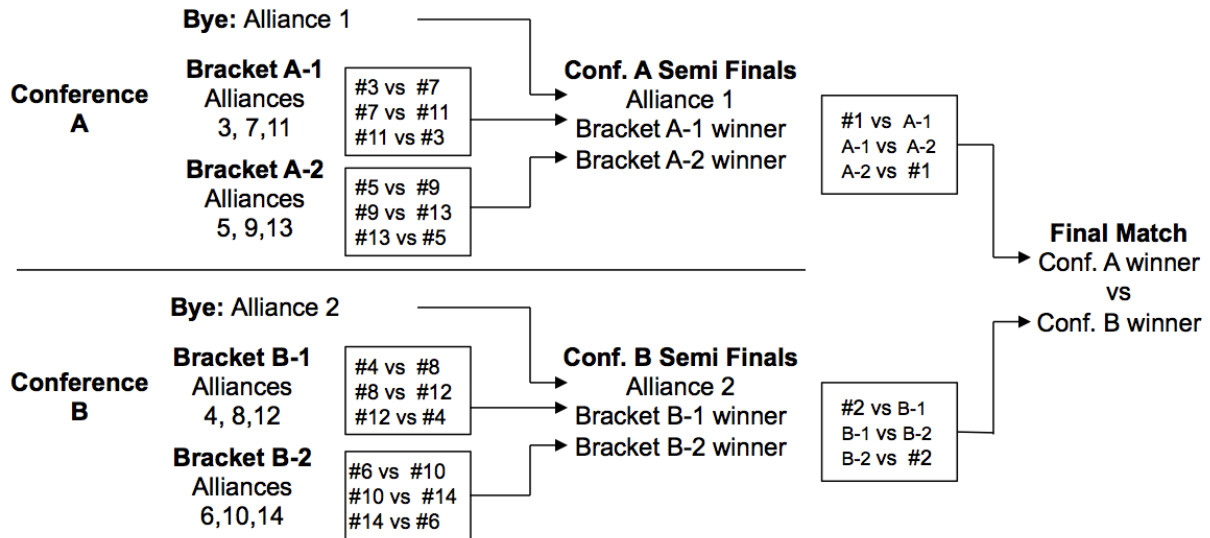 Bye: Alliance 1
Conference
A
Bracket A-1
Alliances
3, 7,11
#3 vs #7
#7 vs #11
#11 vs #3
Bracket A-2
Alliances
5, 9,13
#5 vs #9
#9 vs #13
#13 vs #5
Conf. A Semi Finals
Alliance 1
Bracket A-1 winner
Bracket A-2 winner
#1 vs A-1
A-1 vs A-2
A-2 vs #1
Bye: Alliance 2
Conference
B
Bracket B-1
Alliances
4, 8,12
#4 vs #8
#8 vs #12
#12 vs #4
Bracket B-2
Alliances
6,10,14
#6 vs #10
#10 vs #14
#14 vs #6
Conf. B Semi Finals
Alliance 2
Bracket B-1 winner
Bracket B-2 winner
#2 vs B-1
B-1 vs B-2
B-2 vs #2
Final Match
Conf. A winner
vs
Conf. B winner